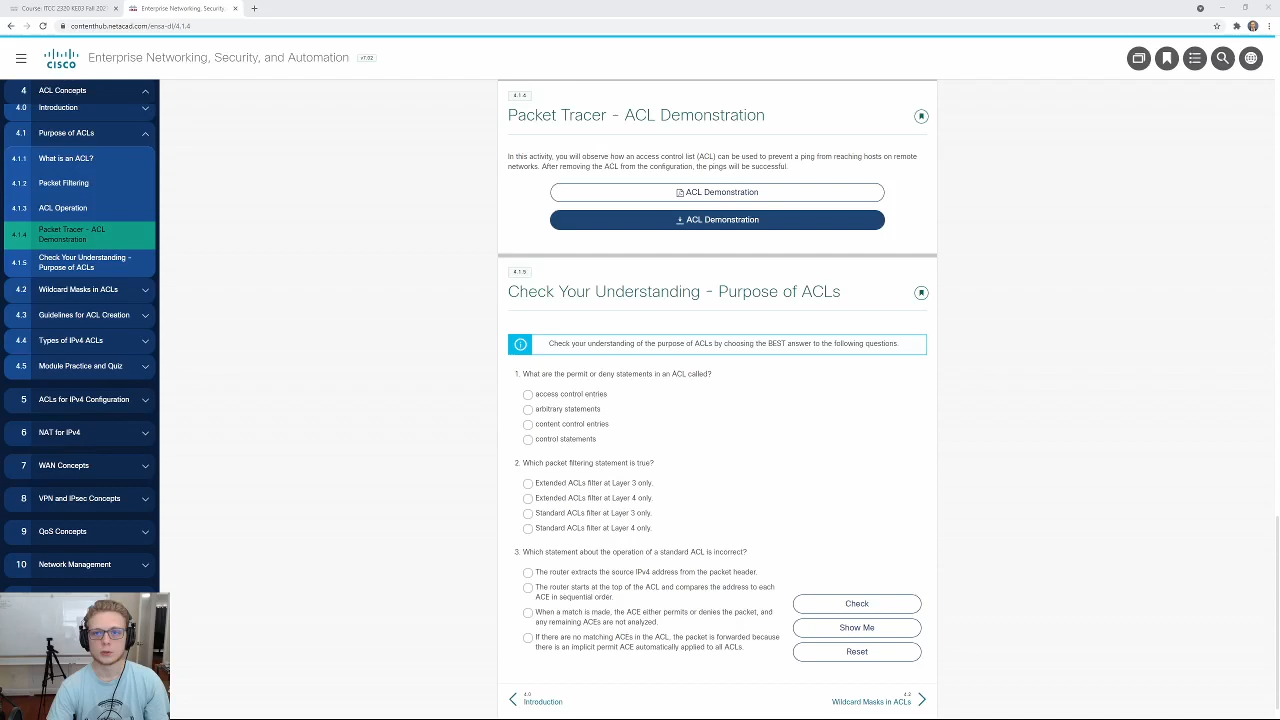 Course: ITCC 2320 KE03 Fall 202
Enterprise Networking, Security,
contenthub.netacad.com/ensa-dl/4.1.4
CISCO
Enterprise Networking, Security, and Automation
v7.02
4 ACL Concepts
4.0 Introduction
4.1 Purpose of ACLs
4.1.1 What is an ACL?
4.1.2 Packet Filtering
4.1.3 ACL Operation
4.1.4 Packet Tracer - ACL
Demonstration
4.1.5 Check Your Understanding -
Purpose of ACLs
4.2 Wildcard Masks in ACLs
4.3 Guidelines for ACL Creation
4.4 Types of IPv4 ACLs
4.5 Module Practice and Quiz
5 ACLs for IPv4 Configuration
6 NAT for IPv4
7 WAN Concepts
8 VPN and IPsec Concepts
9 QoS Concepts
10 Network Management
4.1.4
Packet Tracer - ACL Demonstration
In this activity, you will observe how an access control list (ACL) can be used to prevent a ping from reaching hosts on remote
networks. After removing the ACL from the configuration, the pings will be successful.
ACL Demonstration
ACL Demonstration
4.1.5
Check Your Understanding - Purpose of ACLs
Check your understanding of the purpose of ACLs by choosing the BEST answer to the following questions.
1. What are the permit or deny statements in an ACL called?
access control entries
arbitrary statements
content control entries
control statements
2. Which packet filtering statement is true?
Extended ACLs filter at Layer 3 only.
Extended ACLs filter at Layer 4 only.
Standard ACLs filter at Layer 3 only.
Standard ACLs filter at Layer 4 only.
3. Which statement about the operation of a standard ACL is incorrect?
The router extracts the source IPv4 address from the packet header.
The router starts at the top of the ACL and compares the address to each
ACE in sequential order.
When a match is made, the ACE either permits or denies the packet, and
any remaining ACEs are not analyzed.
If there are no matching ACEs in the ACL, the packet is forwarded because
there is an implicit permit ACE automatically applied to all ACLs.
Check
Show Me
Reset
4.0
Introduction
4.2
Wildcard Masks in ACLs